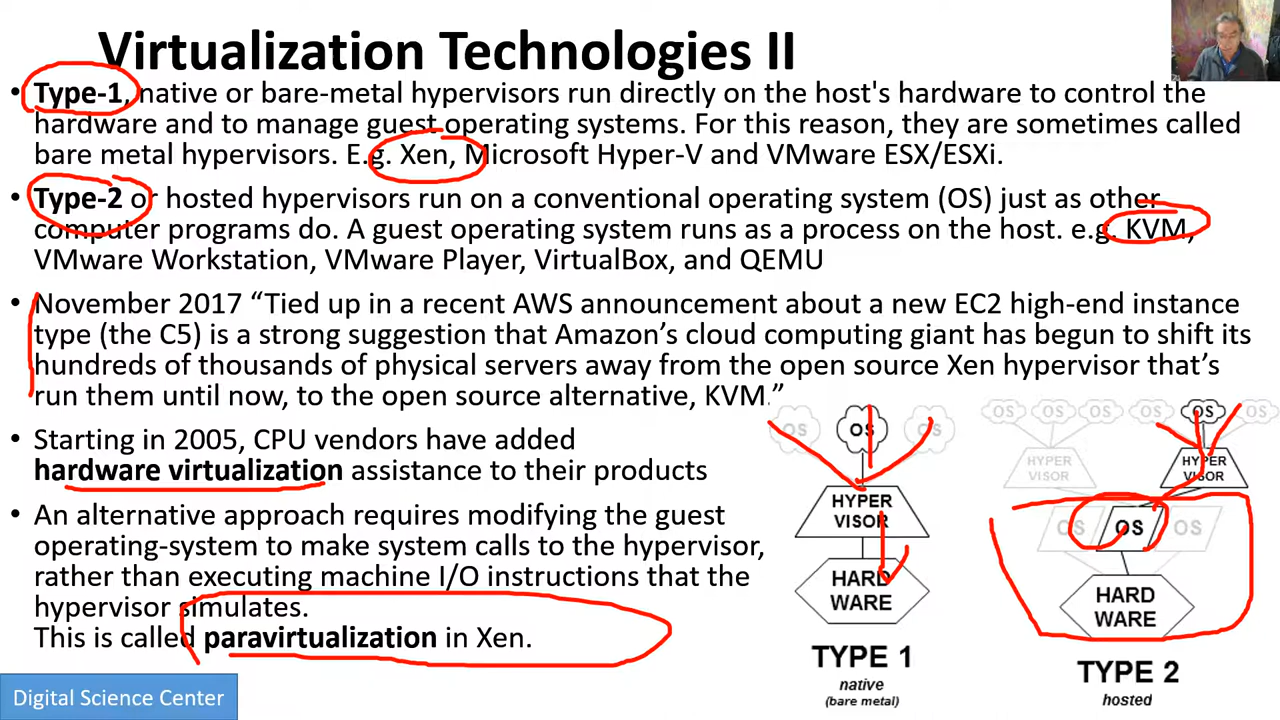 Virtualization Technologies II
• Type-1, native or bare-metal hypervisors run directly on the host's hardware to control the
hardware and to manage guest operating systems. For this reason, they are sometimes called
bare metal hypervisors. E.g. Xen, Microsoft Hyper-V and VMware ESX/ESXi.
• Type-2 or hosted hypervisors run on a conventional operating system (OS) just as other
computer programs do. A guest operating system runs as a process on the host. e.g. KVM,
VMware Workstation, VMware Player, VirtualBox, and QEMU
• November 2017 “Tied up in a recent AWS announcement about a new EC2 high-end instance
type (the C5) is a strong suggestion that Amazon’s cloud computing giant has begun to shift its
hundreds of thousands of physical servers away from the open source Xen hypervisor that’s
run them until now, to the open source alternative, KVM.”
• Starting in 2005, CPU vendors have added
hardware virtualization assistance to their products
• An alternative approach requires modifying the guest
operating-system to make system calls to the hypervisor,
rather than executing machine I/O instructions that the
hypervisor simulates.
This is called paravirtualization in Xen.
OS OS OS
HYPER
VISOR
HARD
WARE
TYPE 1
native
(bare metal)
OS OS OS OS OS OS
HYPER
VISOR
HYPER
VISOR
OS OS OS
HARD
WARE
TYPE 2
hosted
Digital Science Center